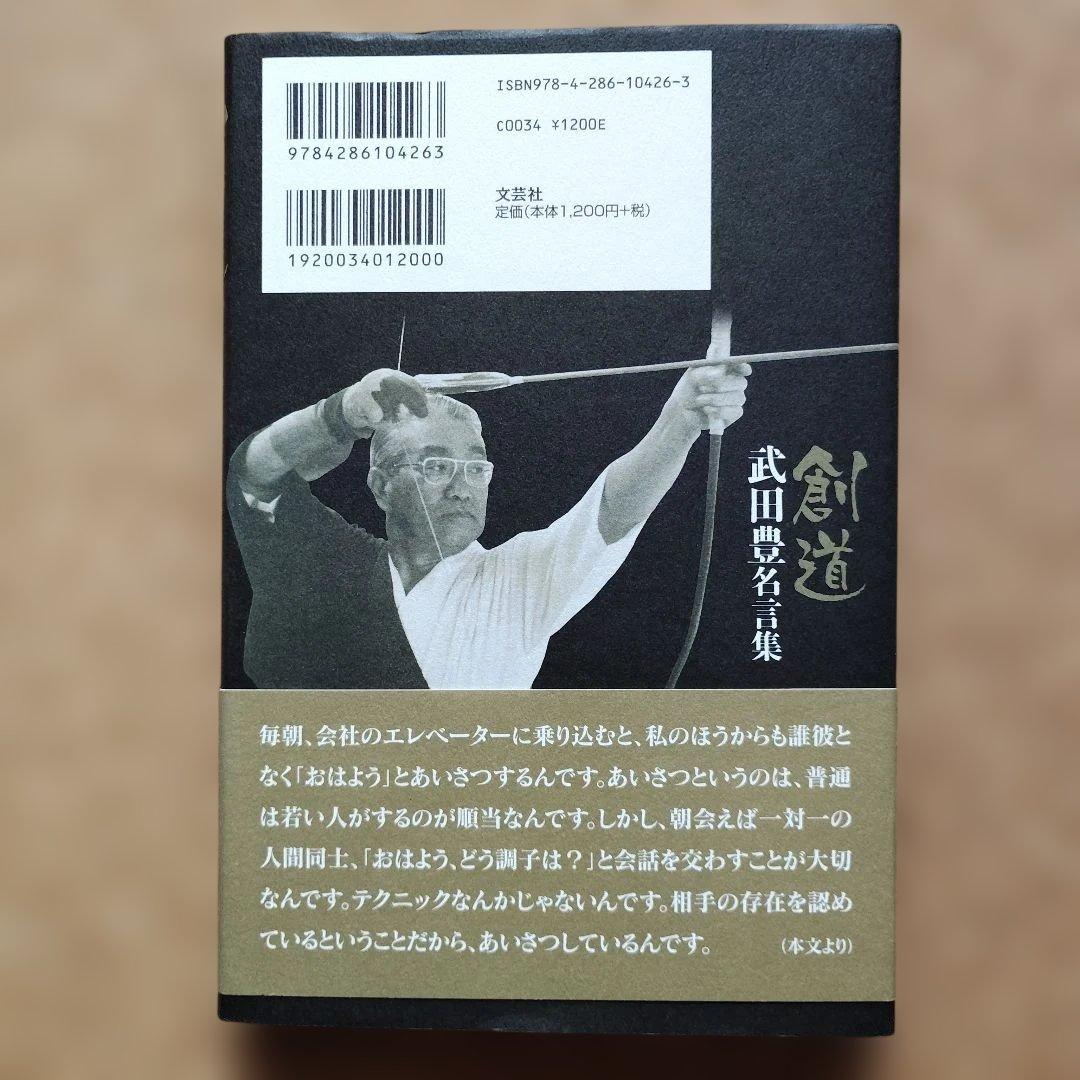 ISBN978-4-286-10426-3
C0034 ¥1200E
9784286104263
文芸社
定価(本体1,200円+税)
1920034012000
創道
武田豊名言集
毎朝、会社のエレベーターに乗り込むと、私のほうからも誰彼と
なく「おはよう」とあいさつするんです。あいさつというのは、普通
は若い人がするのが順当なんです。しかし、朝会えば一対一の
人間同士、「おはよう、どう調子は？」と会話を交わすことが大切
なんです。テクニックなんかじゃないんです。相手の存在を認め
ているということだから、あいさつしているんです。
(本文より)